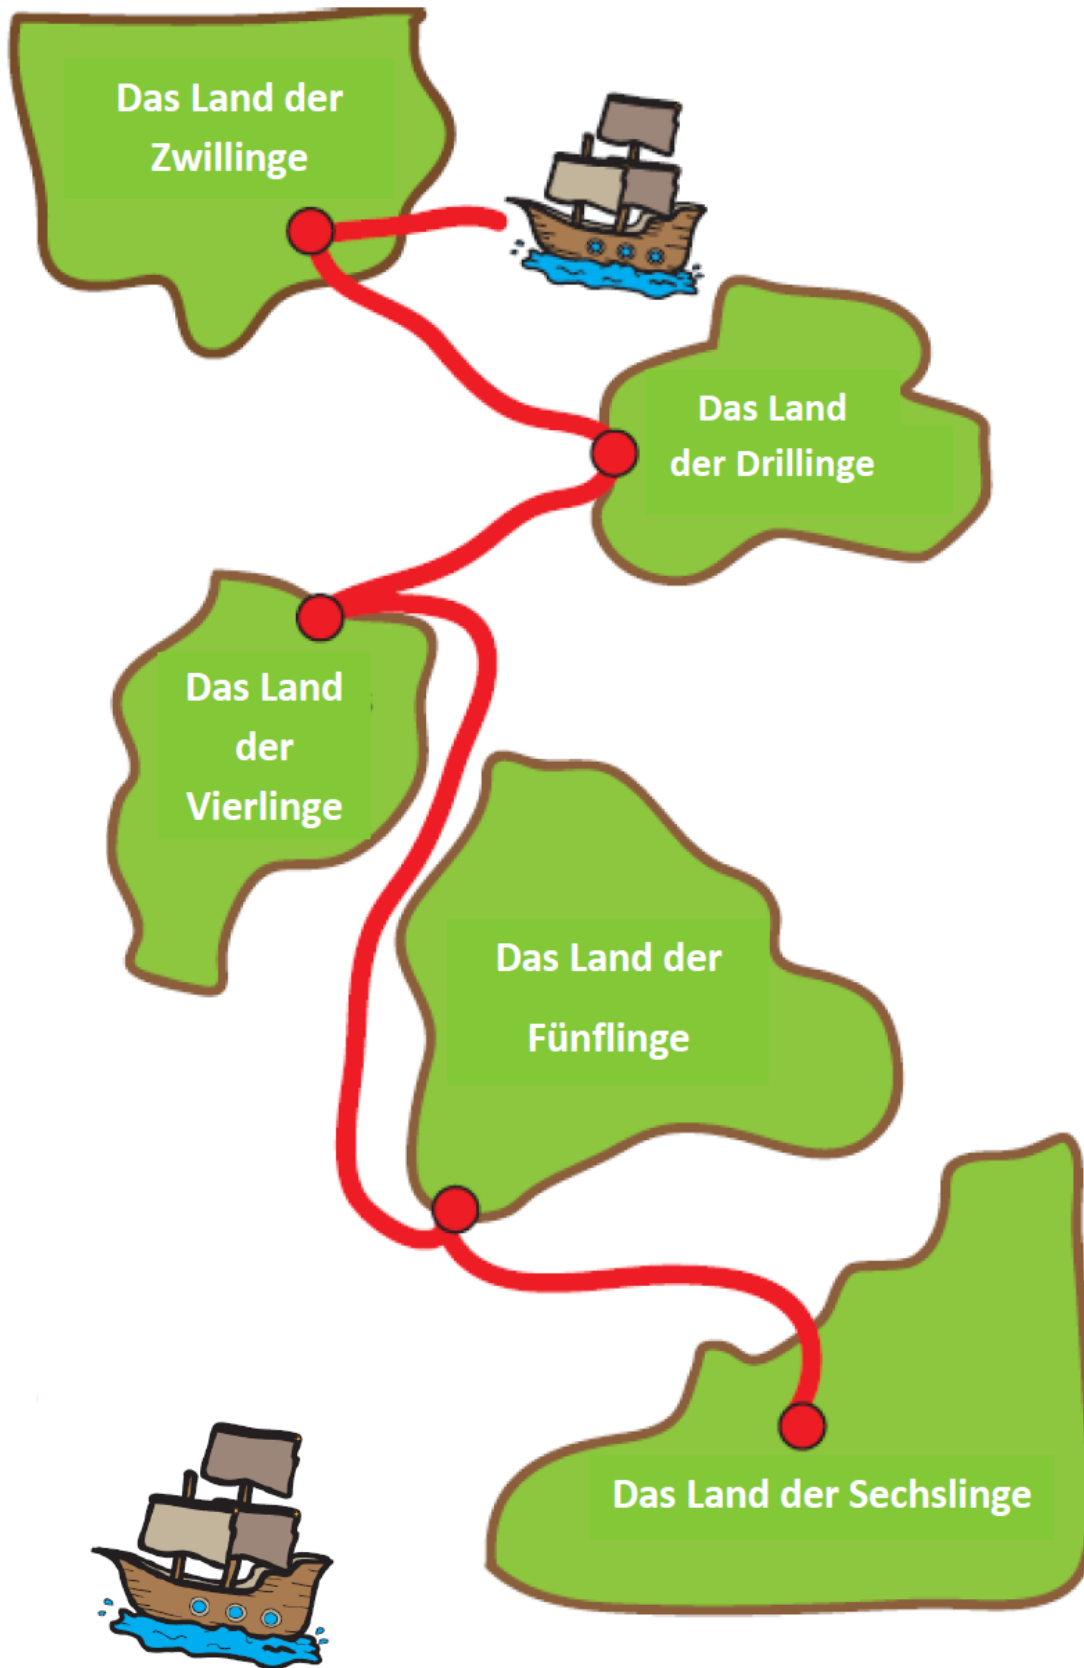 Das Land der
Zwillinge
Das Land
der Drillinge
Das Land
der
Vierlinge
Das Land der
Fünflinge
Das Land der Sechslinge